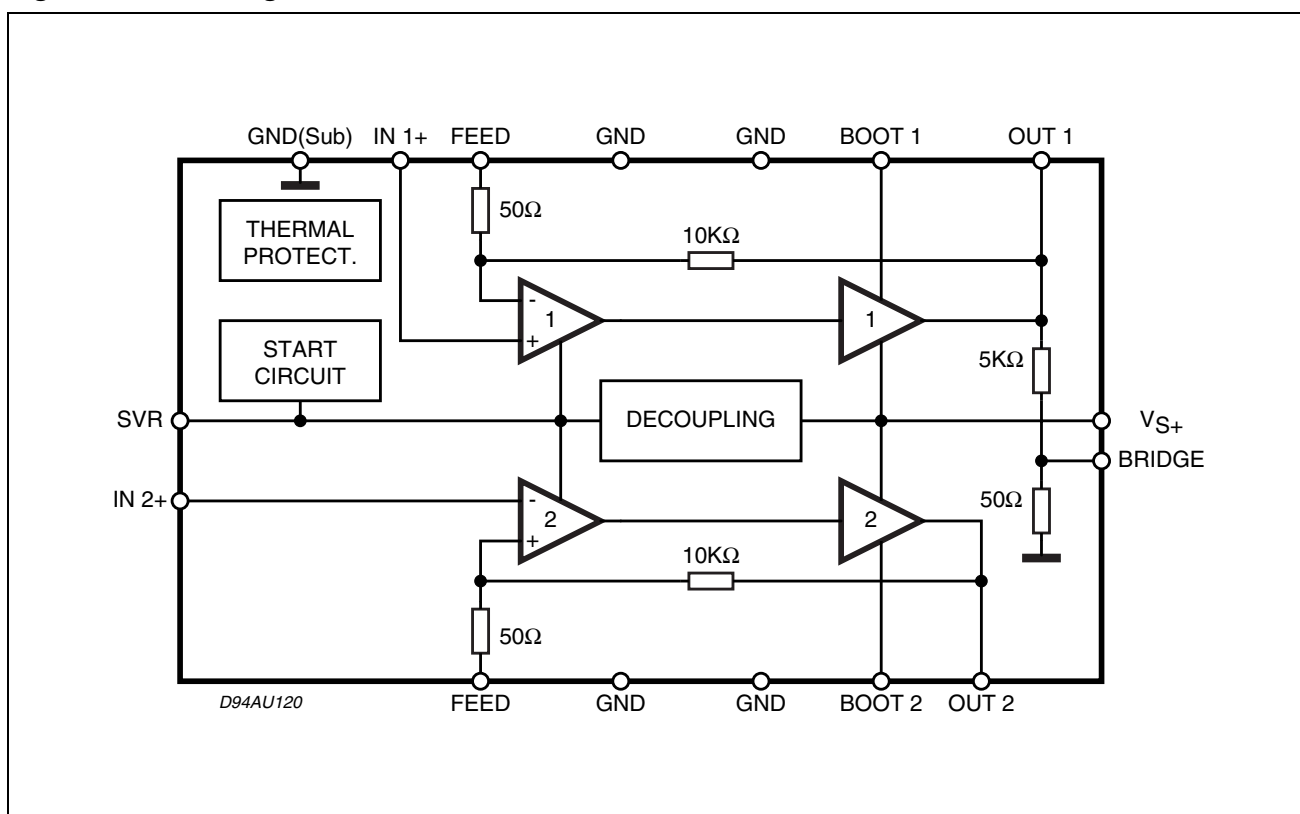 GND(Sub) IN 1+ FEED GND GND BOOT 1 OUT 1
50Ω
THERMAL
PROTECT.
10KΩ
-
1
+
1
START
CIRCUIT
5KΩ
SVR
DECOUPLING
VS+
BRIDGE
IN 2+
-
2
+
2
50Ω
10KΩ
50Ω
D94AU120
FEED GND GND BOOT 2 OUT 2